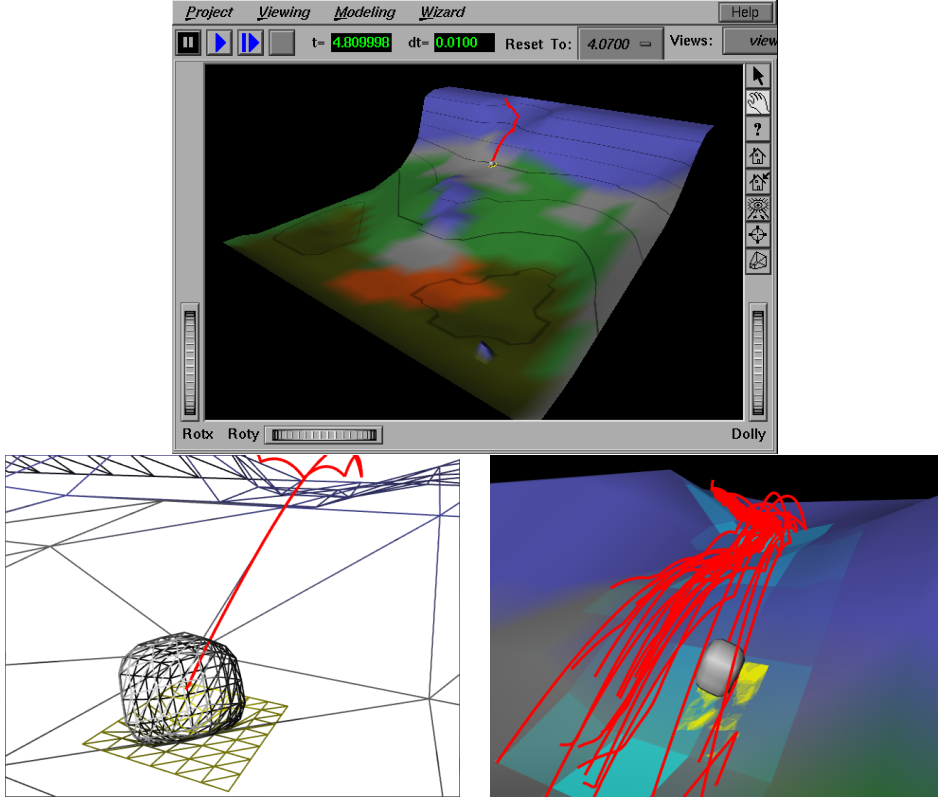 Project Viewing Modeling Wizard Help
t= 4.809998 dt= 0.0100 Reset To: 4.0700 Views: view
?
Rotx Roty Dolly